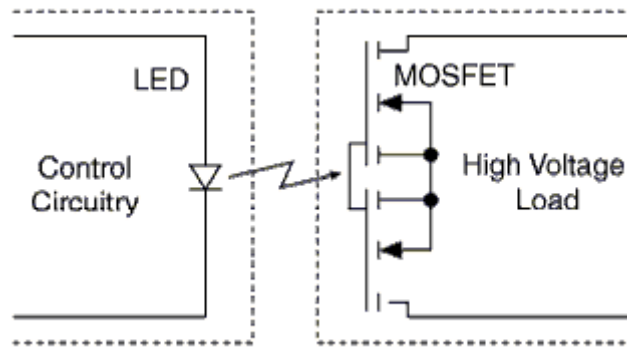 LED
MOSFET
Control
Circuitry
High Voltage
Load